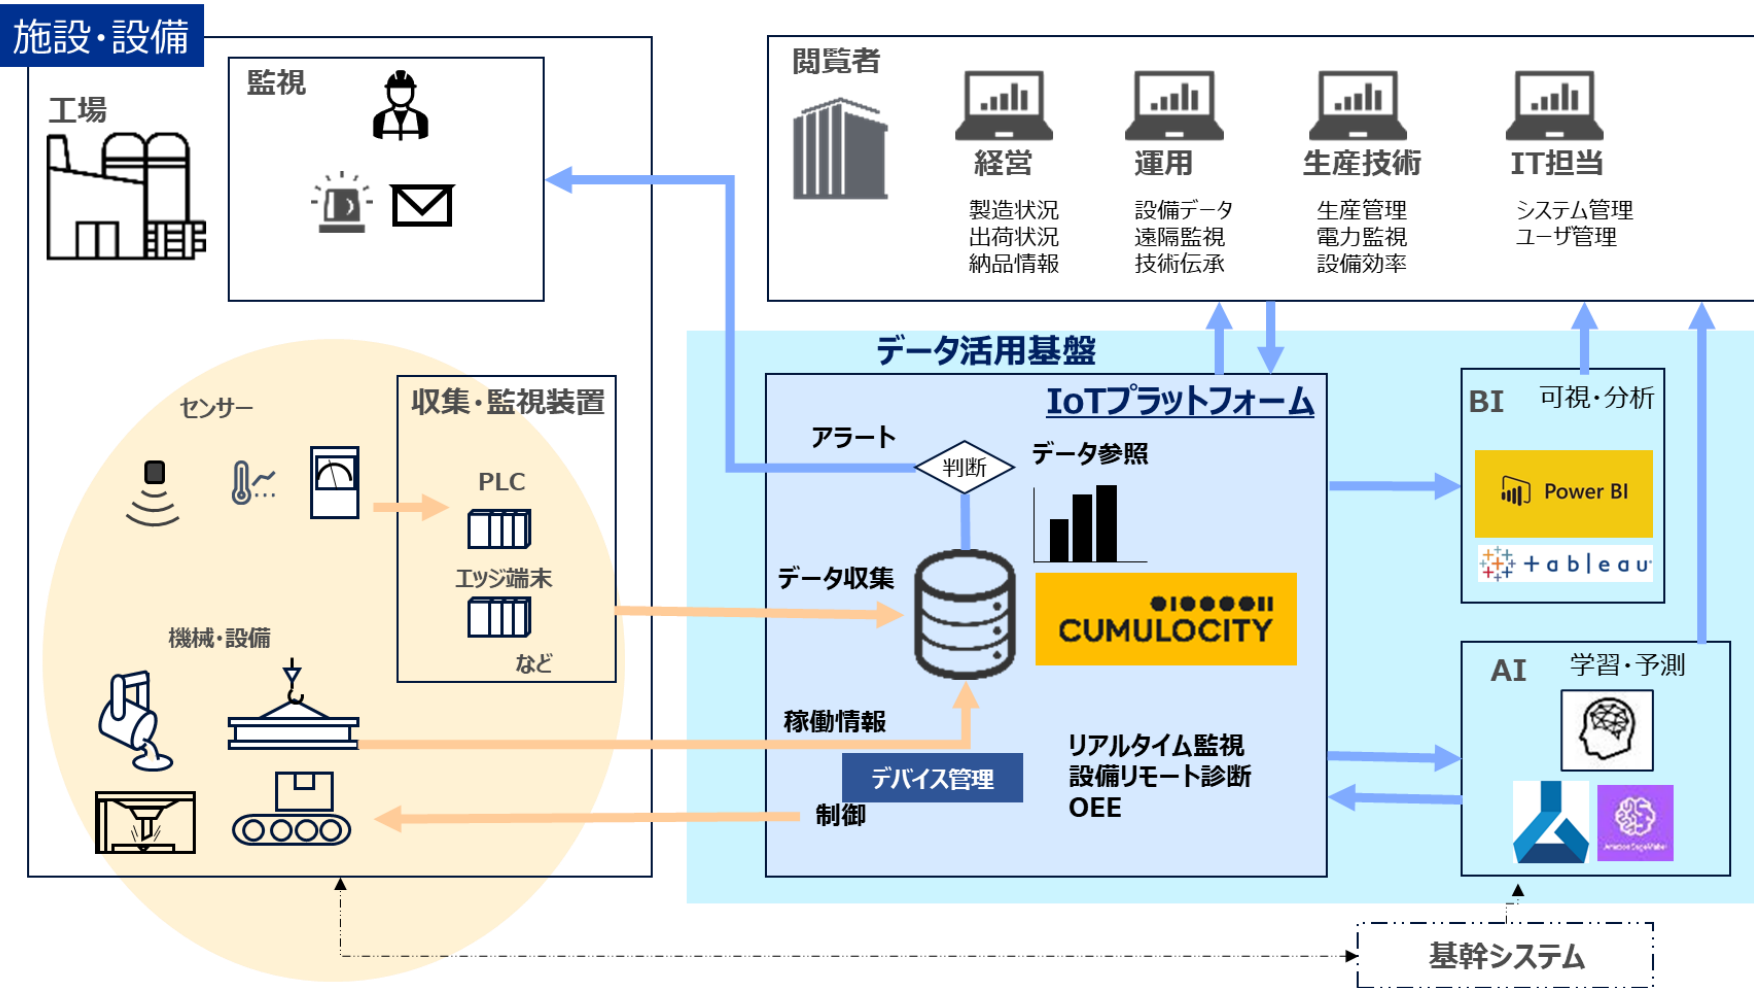 施設・設備
工場
監視
センサー
収集・監視装置
PLC
エッジ端末
など
機械・設備
閲覧者
経営
製造状況
出荷状況
納品情報
運用
設備データ
遠隔監視
技術伝承
生産技術
生産管理
電力監視
設備効率
IT担当
システム管理
ユーザ管理
データ活用基盤
IoTプラットフォーム
アラート
判断
データ参照
データ収集
CUMULOCITY
稼働情報
デバイス管理
制御
リアルタイム監視
設備リモート診断
OEE
BI 可視・分析
Power BI
+ableau
AI 学習・予測
Amazon SageMaker
基幹システム